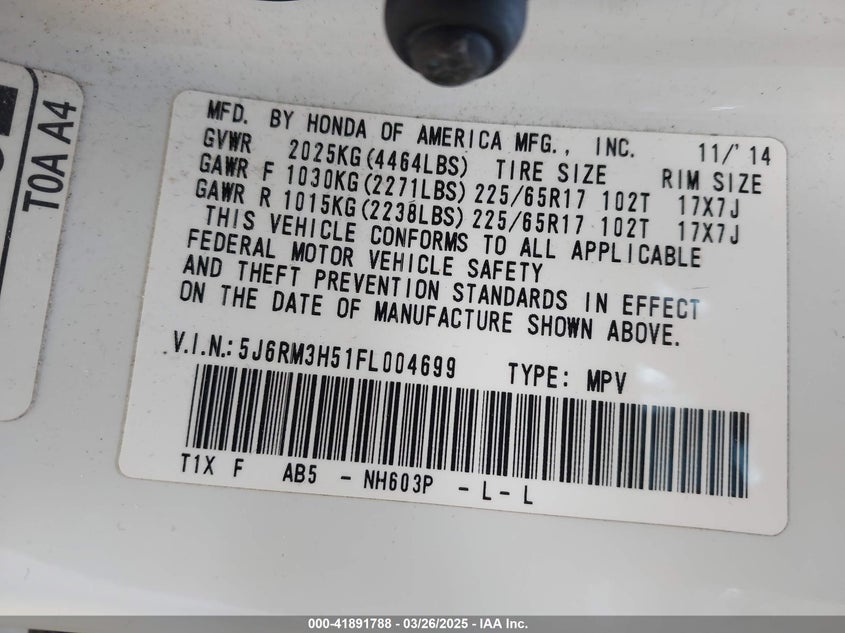 T0A A4
MFD. BY HONDA OF AMERICA MFG., INC. 11/'14
GVWR 2025KG(4464LBS) TIRE SIZE RIM SIZE
GAWR F 1030KG(2271LBS) 225/65R17 102T 17X7J
GAWR R 1015KG(2238LBS) 225/65R17 102T 17X7J
THIS VEHICLE CONFORMS TO ALL APPLICABLE
FEDERAL MOTOR VEHICLE SAFETY
AND THEFT PREVENTION STANDARDS IN EFFECT
ON THE DATE OF MANUFACTURE SHOWN ABOVE.
V.I.N.: 5J6RM3H51FL004699 TYPE: MPV
T1X F AB5 - NH603P - L - L
000-41891788 - 03/26/2025 - IAA Inc.